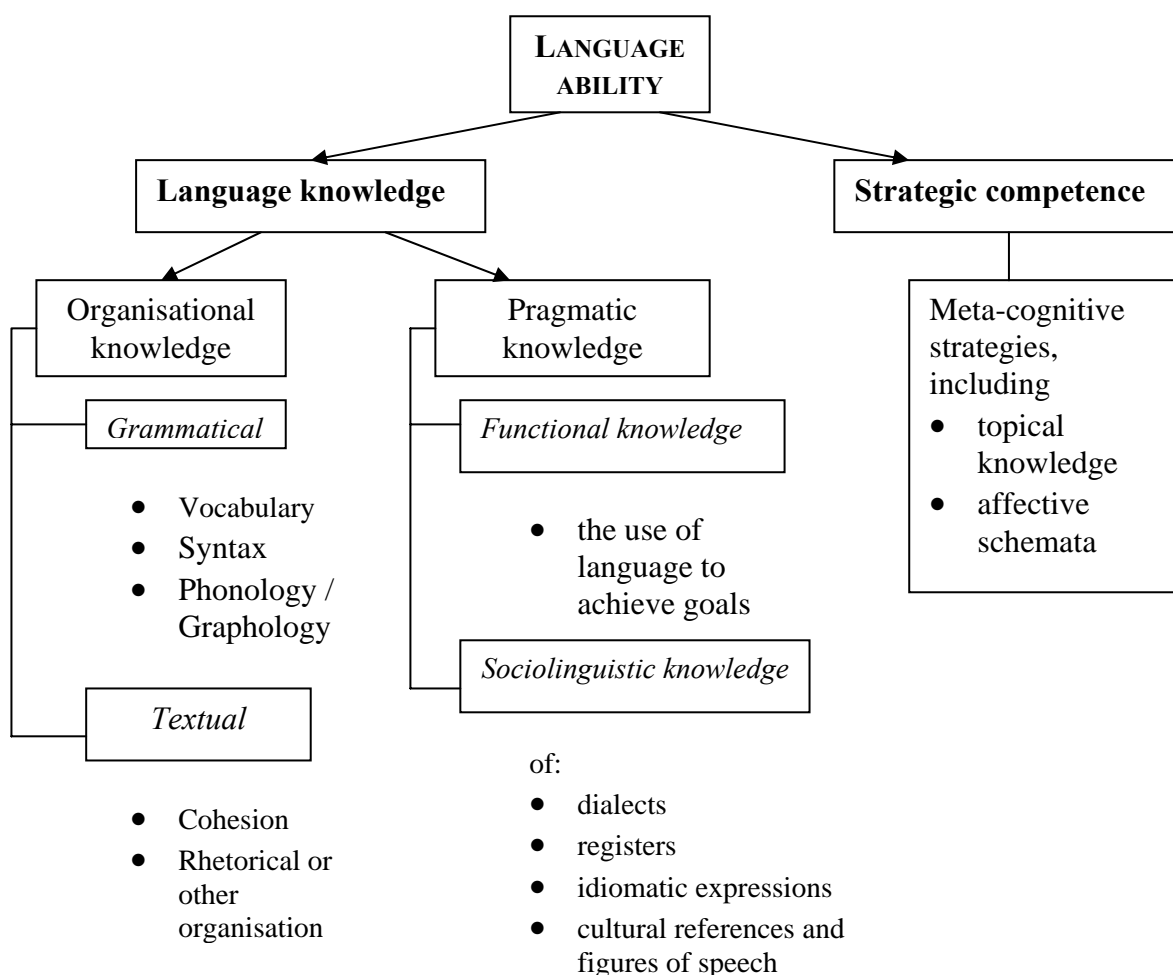 LANGUAGE
ABILITY
Language knowledge
Strategic competence
Organisational
knowledge
Pragmatic
knowledge
Meta-cognitive
strategies,
including
● topical
knowledge
● affective
schemata
Grammatical
● Vocabulary
● Syntax
● Phonology /
Graphology
Textual
● Cohesion
● Rhetorical or
other
organisation
Functional knowledge
● the use of
language to
achieve goals
Sociolinguistic knowledge
of:
● dialects
● registers
● idiomatic expressions
● cultural references and
figures of speech